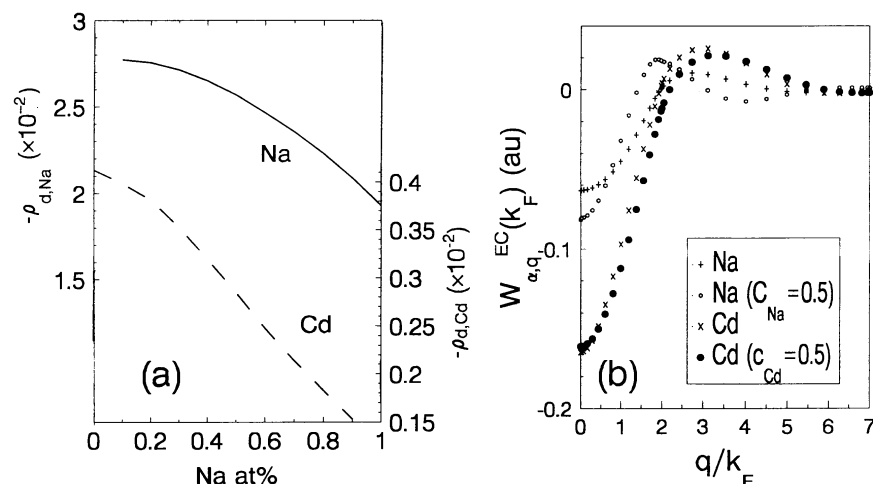 3
2.5
2
1.5
-ρd,Na (×10⁻²)
Na
Cd
(a)
0.4
0.35
0.3
0.25
0.2
0.15
-ρd,Cd (×10⁻²)
0 0.2 0.4 0.6 0.8 1
Na at%
0
-0.1
-0.2
Wα,q EC(kF) (au)
+ Na
∘ Na (CNa=0.5)
× Cd
● Cd (cCd=0.5)
(b)
0 1 2 3 4 5 6 7
q/kF